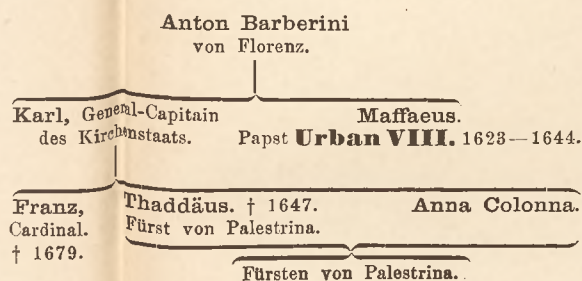 Anton Barberini
von Florenz.
Karl, General-Capitain
des Kirchenstaats.
Maffaeus.
Papst Urban VIII. 1623—1644.
Franz,
Cardinal.
† 1679.
Thaddäus. † 1647.
Fürst von Palestrina.
Anna Colonna.
Fürsten von Palestrina.